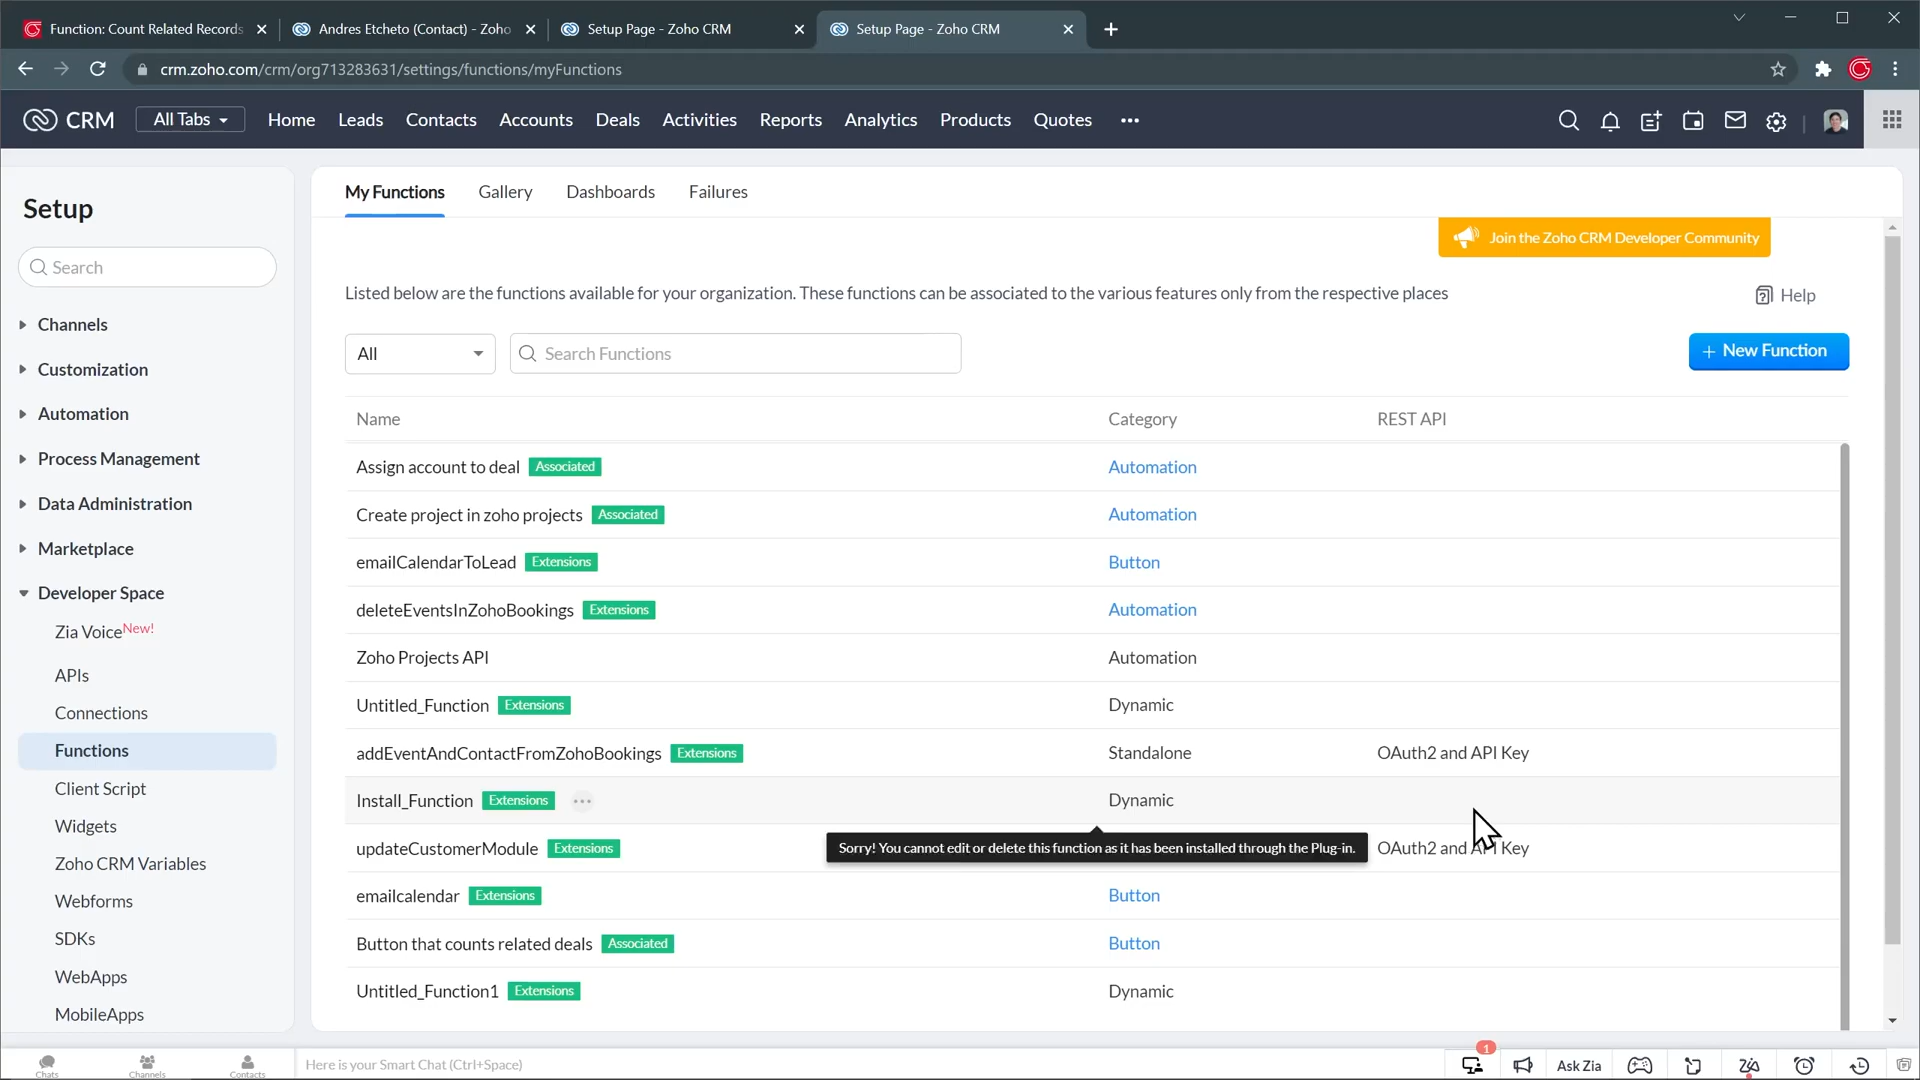 Function: Count Related Records
Andres Etcheto (Contact) - Zoho
Setup Page - Zoho CRM
Setup Page - Zoho CRM
crm.zoho.com/crm/org713283631/settings/functions/myFunctions
CRM
All Tabs
Home
Leads
Contacts
Accounts
Deals
Activities
Reports
Analytics
Products
Quotes
Setup
Search
Channels
Customization
Automation
Process Management
Data Administration
Marketplace
Developer Space
Zia Voice New!
APIs
Connections
Functions
Client Script
Widgets
Zoho CRM Variables
Webforms
SDKs
WebApps
MobileApps
My Functions
Gallery
Dashboards
Failures
Join the Zoho CRM Developer Community
Listed below are the functions available for your organization. These functions can be associated to the various features only from the respective places
Help
All
Search Functions
+ New Function
Name Category REST API
Assign account to deal Associated Automation
Create project in zoho projects Associated Automation
emailCalendarToLead Extensions Button
deleteEventsInZohoBookings Extensions Automation
Zoho Projects API Automation
Untitled_Function Extensions Dynamic
addEventAndContactFromZohoBookings Extensions Standalone OAuth2 and API Key
Install_Function Extensions Dynamic
Sorry! You cannot edit or delete this function as it has been installed through the Plug-in.
updateCustomerModule Extensions OAuth2 and API Key
emailcalendar Extensions Button
Button that counts related deals Associated Button
Untitled_Function1 Extensions Dynamic
Chats
Channels
Contacts
Here is your Smart Chat (Ctrl+Space)
1
Ask Zia